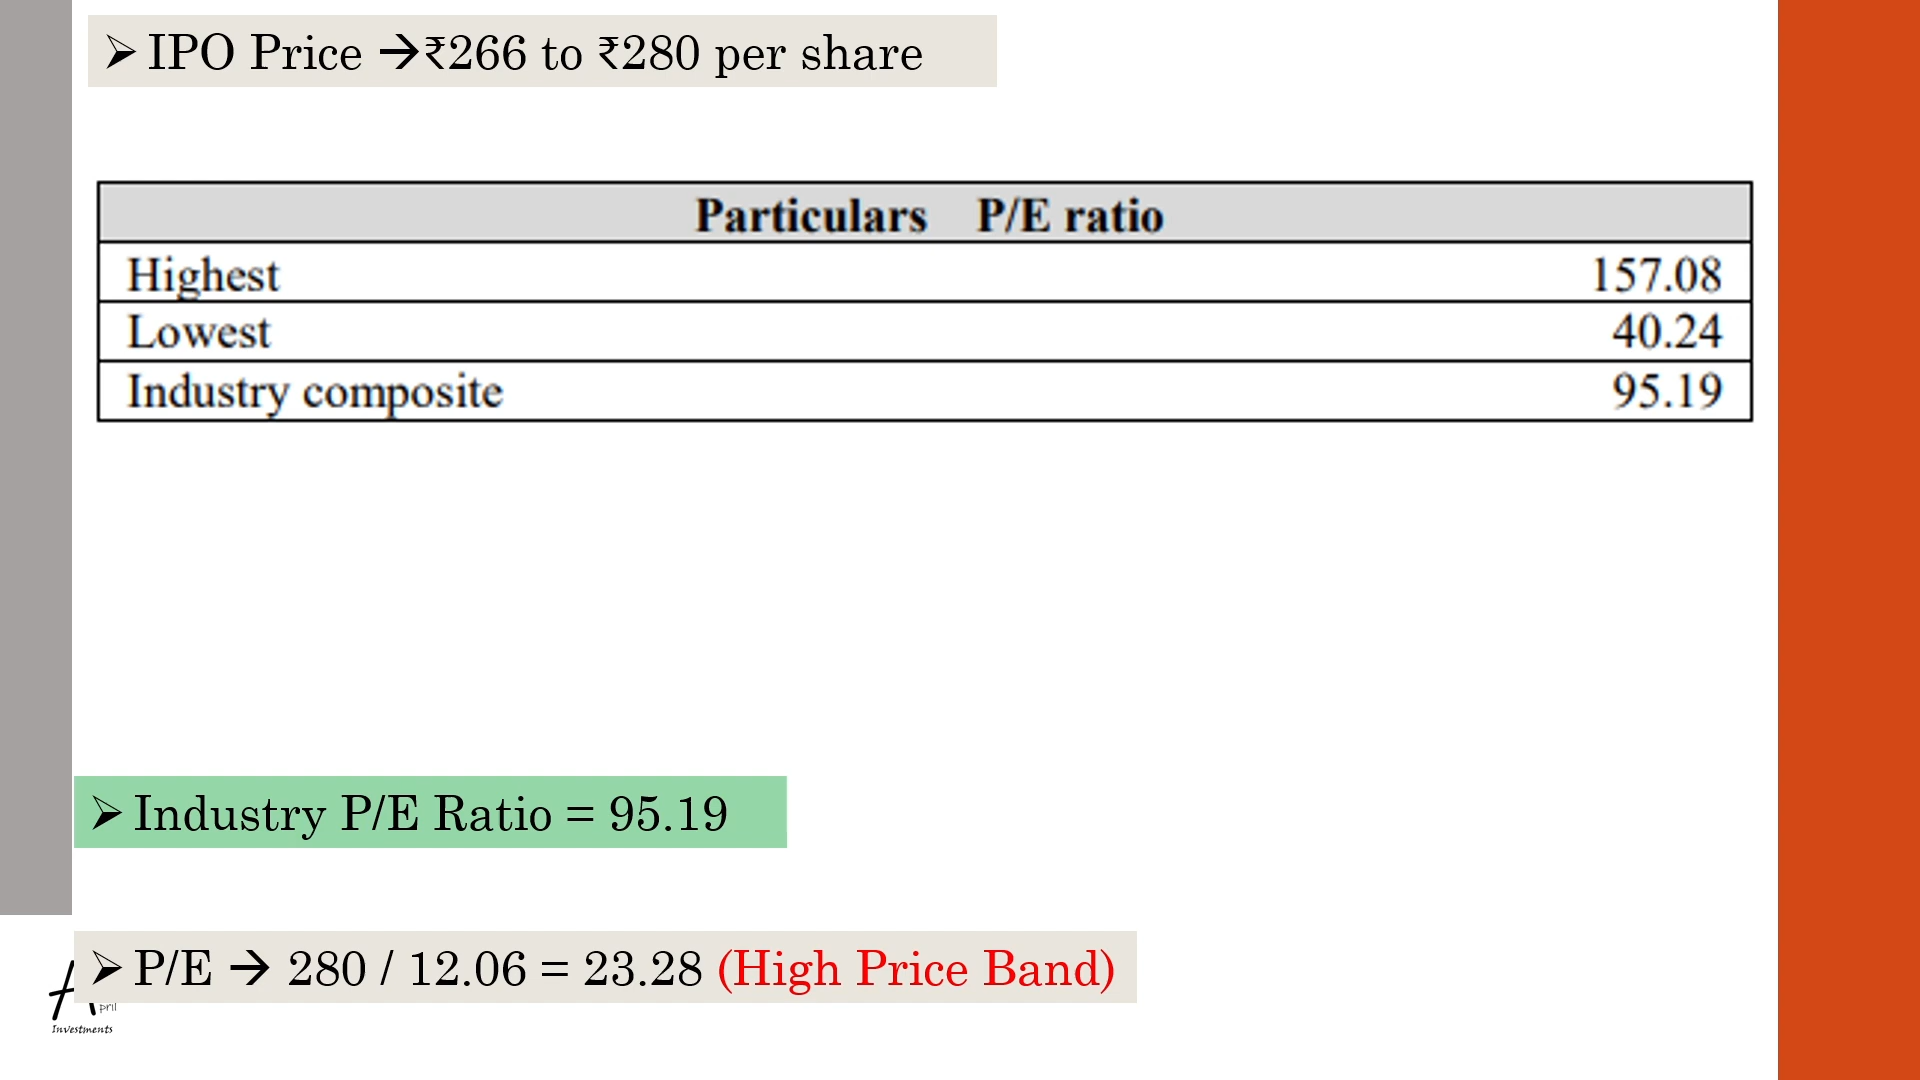 ➢ IPO Price →₹266 to ₹280 per share
Particulars P/E ratio
Highest 157.08
Lowest 40.24
Industry composite 95.19
➢ Industry P/E Ratio = 95.19
➢ P/E → 280 / 12.06 = 23.28 (High Price Band)
April
Investments